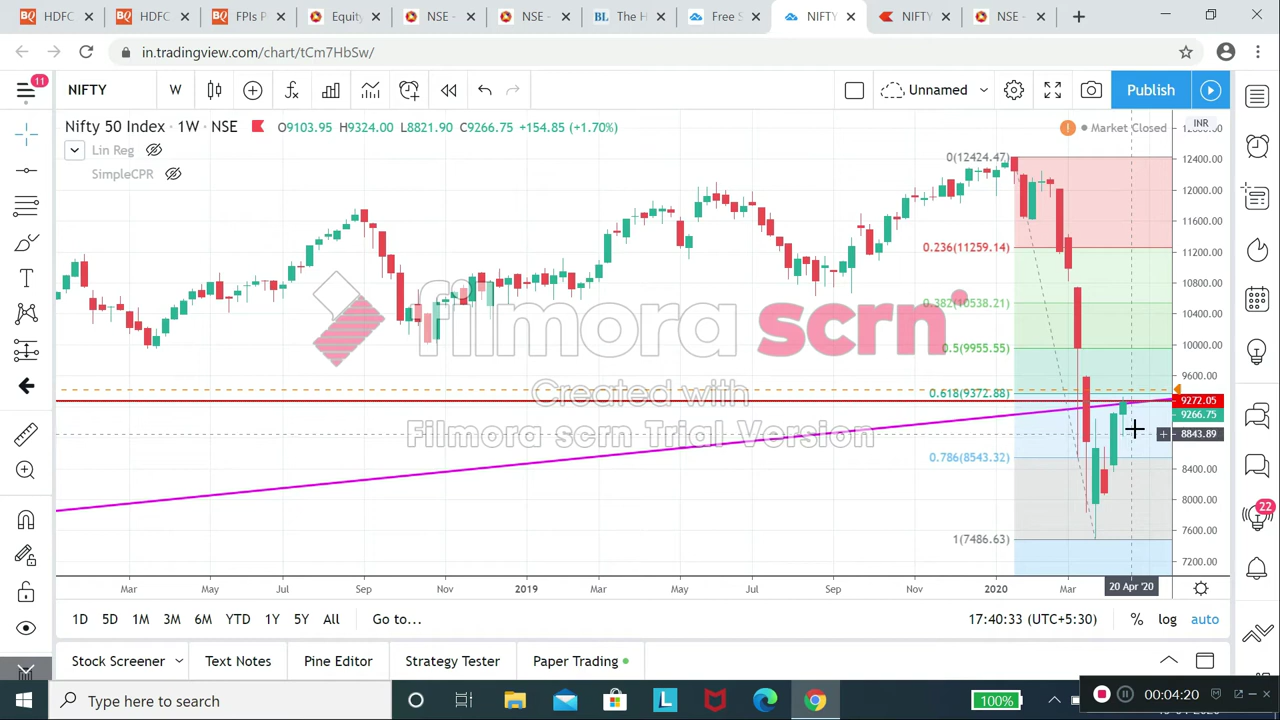 HDFC
HDFC
FPIs P
Equity
NSE -
NSE -
The H
Free S
NIFTY
NIFTY
NSE -
in.tradingview.com/chart/tCm7HbSw/
11
NIFTY
W
Unnamed
Publish
Nifty 50 Index · 1W · NSE
O9103.95 H9324.00 L8821.90 C9266.75 +154.85 (+1.70%)
Market Closed
INR
Lin Reg
SimpleCPR
0(12424.47)
0.236(11259.14)
0.382(10538.21)
0.5(9955.55)
0.618(9372.88)
0.786(8543.32)
1(7486.63)
12400.00
12000.00
11600.00
11200.00
10800.00
10400.00
10000.00
9600.00
9272.05
9266.75
8843.89
8400.00
8000.00
7600.00
7200.00
filmora scrn
Created with
Filmora scrn Trial Version
22
Mar
May
Jul
Sep
Nov
2019
Mar
May
Jul
Sep
Nov
2020
Mar
20 Apr '20
1D 5D 1M 3M 6M YTD 1Y 5Y All Go to...
17:40:33 (UTC+5:30) % log auto
Stock Screener
Text Notes
Pine Editor
Strategy Tester
Paper Trading
Type here to search
100%
00:04:20